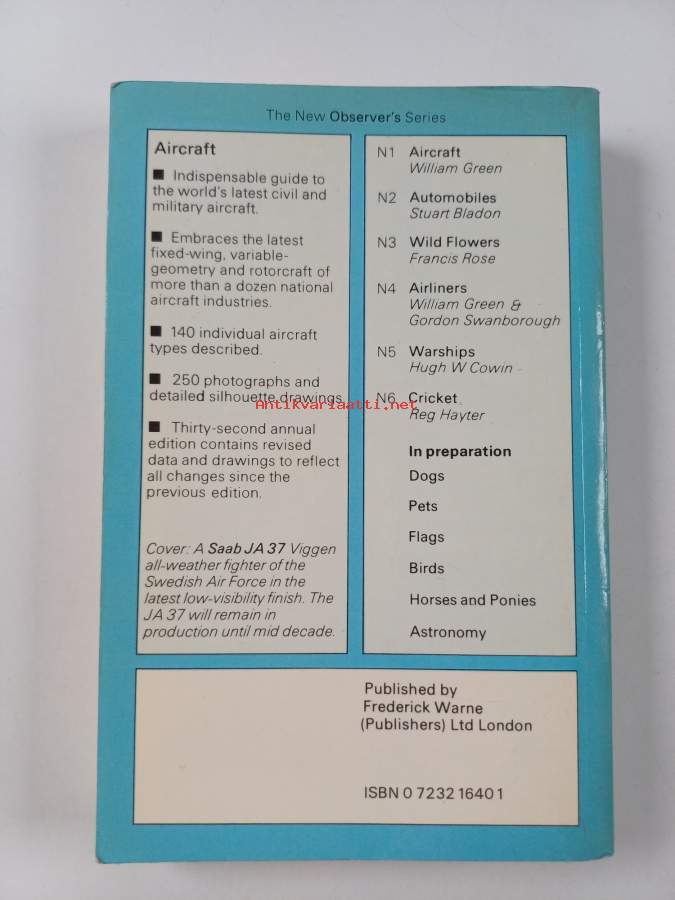 The New Observer's Series
Aircraft
■ Indispensable guide to
the world's latest civil and
military aircraft.
■ Embraces the latest
fixed-wing, variable-
geometry and rotorcraft of
more than a dozen national
aircraft industries.
■ 140 individual aircraft
types described.
■ 250 photographs and
detailed silhouette drawings.
■ Thirty-second annual
edition contains revised
data and drawings to reflect
all changes since the
previous edition.
Cover: A Saab JA 37 Viggen
all-weather fighter of the
Swedish Air Force in the
latest low-visibility finish. The
JA 37 will remain in
production until mid decade.
N1 Aircraft
William Green
N2 Automobiles
Stuart Bladon
N3 Wild Flowers
Francis Rose
N4 Airliners
William Green &
Gordon Swanborough
N5 Warships
Hugh W Cowin
N6 Cricket
Reg Hayter
In preparation
Dogs
Pets
Flags
Birds
Horses and Ponies
Astronomy
Antikvariaatti.net
Published by
Frederick Warne
(Publishers) Ltd London
ISBN 0 7232 1640 1